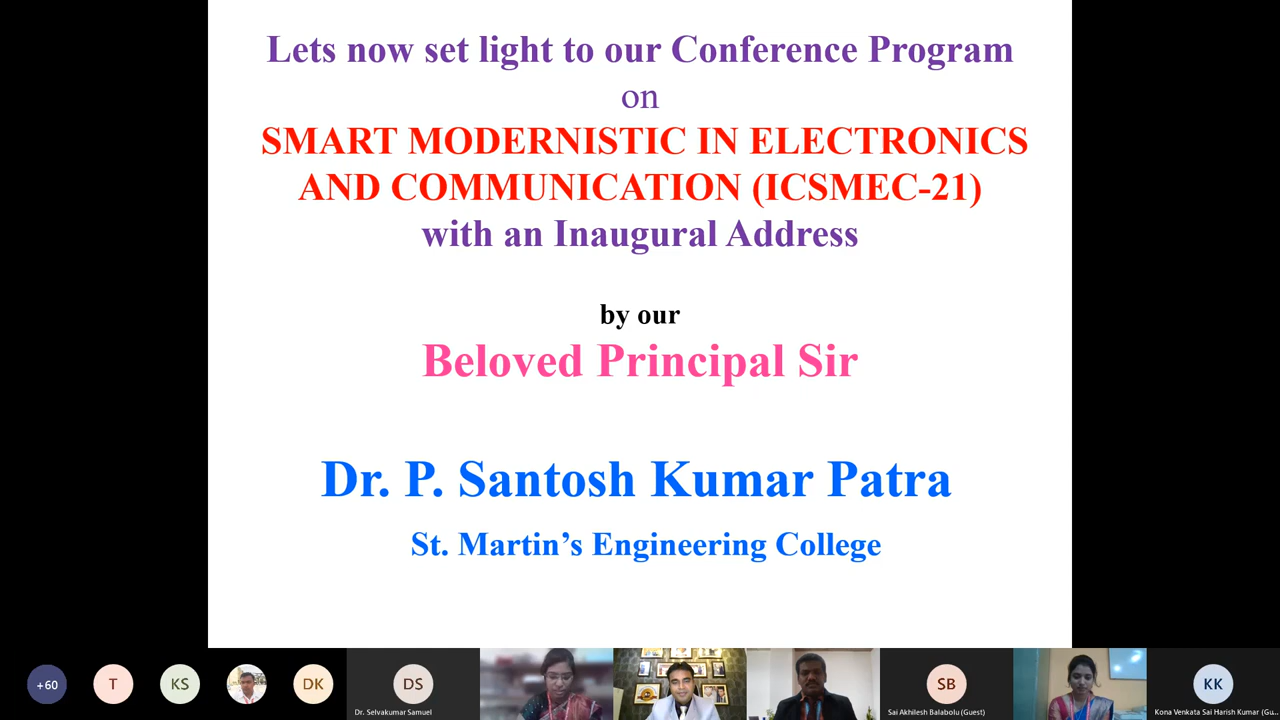 Lets now set light to our Conference Program
on
SMART MODERNISTIC IN ELECTRONICS
AND COMMUNICATION (ICSMEC-21)
with an Inaugural Address
by our
Beloved Principal Sir
Dr. P. Santosh Kumar Patra
St. Martin’s Engineering College
+60
T
KS
DK
DS
Dr. Selvakumar Samuel
SB
Sai Akhilesh Balabolu (Guest)
KK
Kona Venkata Sai Harish Kumar (Gu...